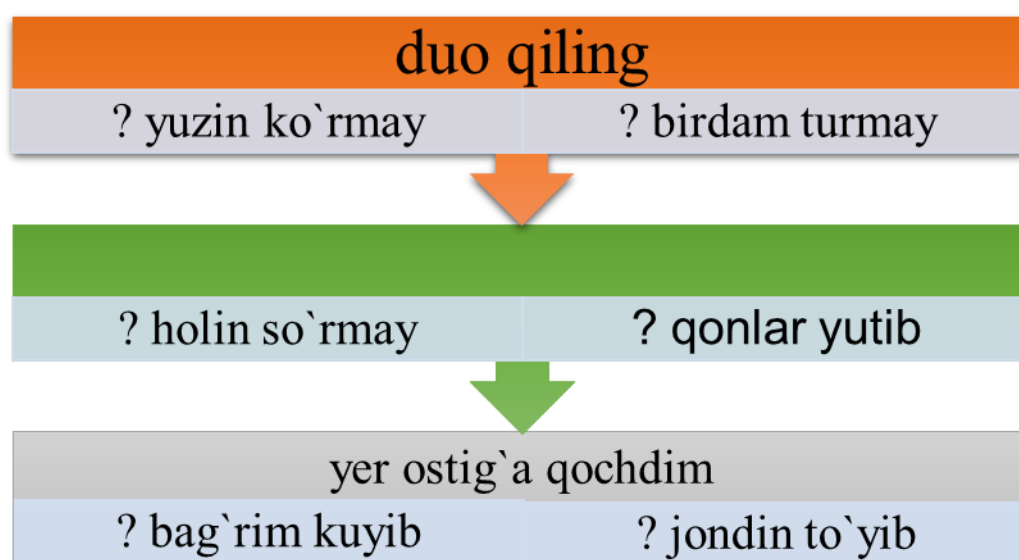 duo qiling
? yuzin ko`rmay
? birdam turmay
? holin so`rmay
? qonlar yutib
yer ostig`a qochdim
? bag`rim kuyib
? jondin to`yib